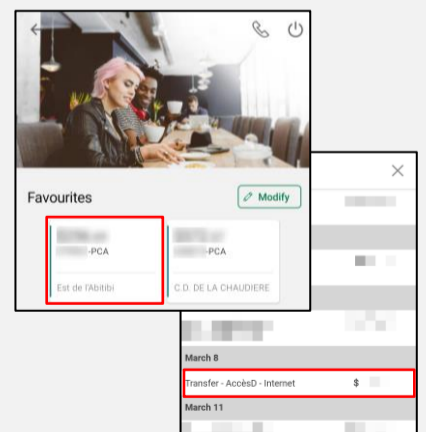 Favourites
Modify
-PCA
-PCA
Est de l'Abitibi
C.D. DE LA CHAUDIERE
March 8
Transfer - AccèsD - Internet $
March 11